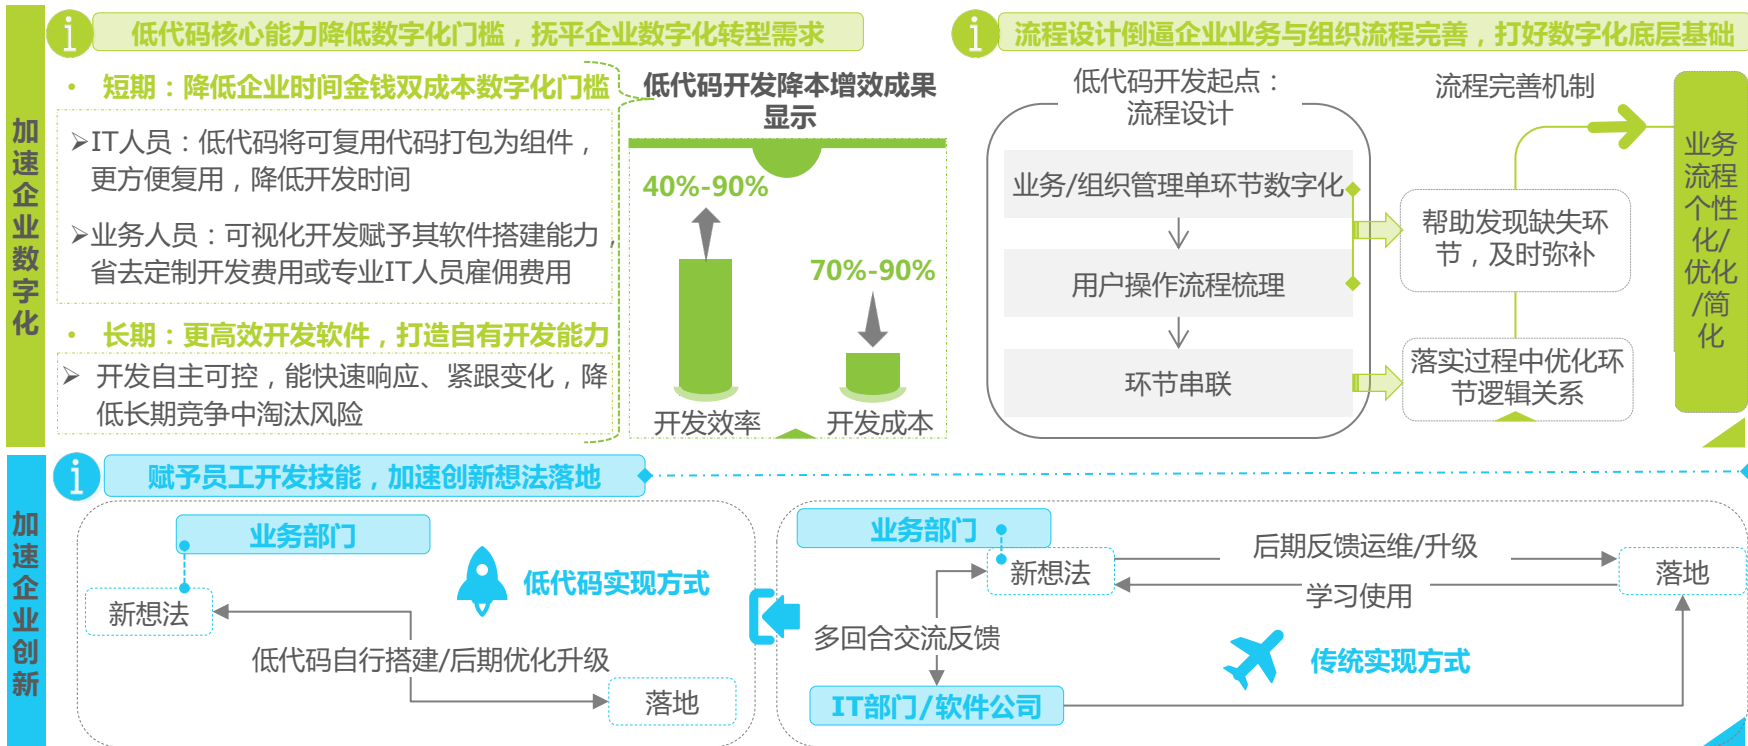 加速企业数字化
低代码核心能力降低数字化门槛，抚平企业数字化转型需求
• 短期：降低企业时间金钱双成本数字化门槛
➢IT人员：低代码将可复用代码打包为组件，
更方便复用，降低开发时间
➢业务人员：可视化开发赋予其软件搭建能力，
省去定制开发费用或专业IT人员雇佣费用
• 长期：更高效开发软件，打造自有开发能力
➢ 开发自主可控，能快速响应、紧跟变化，降
低长期竞争中淘汰风险
低代码开发降本增效成果
显示
40%-90%
70%-90%
开发效率
开发成本
流程设计倒逼企业业务与组织流程完善，打好数字化底层基础
低代码开发起点：
流程设计
业务/组织管理单环节数字化
用户操作流程梳理
环节串联
流程完善机制
帮助发现缺失环
节，及时弥补
落实过程中优化环
节逻辑关系
业务
流程
个性
化/
优化
/简
化
加速企业创新
赋予员工开发技能，加速创新想法落地
业务部门
新想法
低代码实现方式
低代码自行搭建/后期优化升级
落地
业务部门
新想法
后期反馈运维/升级
学习使用
落地
多回合交流反馈
传统实现方式
IT部门/软件公司